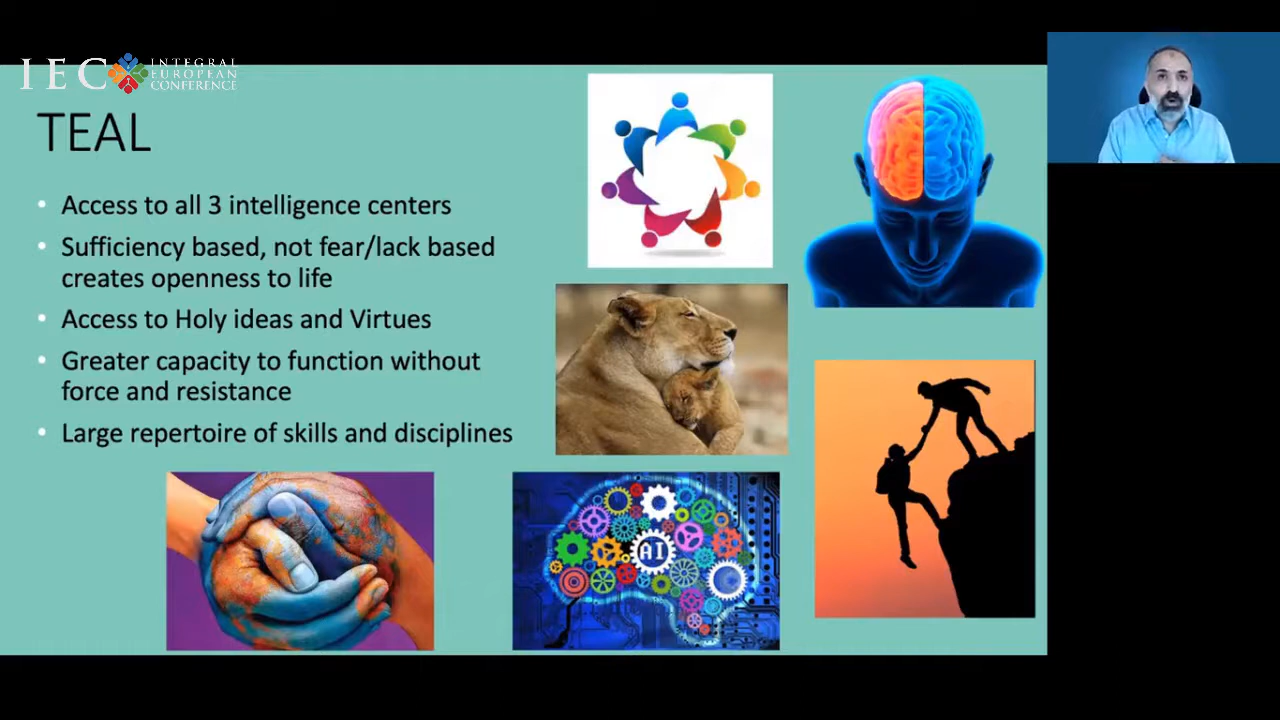 IEC INTEGRAL
EUROPEAN
CONFERENCE
TEAL
• Access to all 3 intelligence centers
• Sufficiency based, not fear/lack based
creates openness to life
• Access to Holy ideas and Virtues
• Greater capacity to function without
force and resistance
• Large repertoire of skills and disciplines
AI